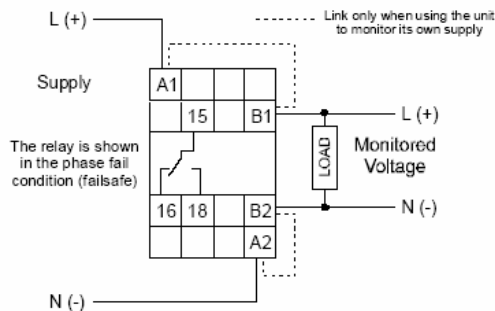 L (+)
Link only when using the unit
to monitor its own supply
Supply
A1
15
B1
L (+)
The relay is shown
in the phase fail
condition (failsafe)
LOAD
Monitored
Voltage
16
18
B2
N (-)
A2
N (-)